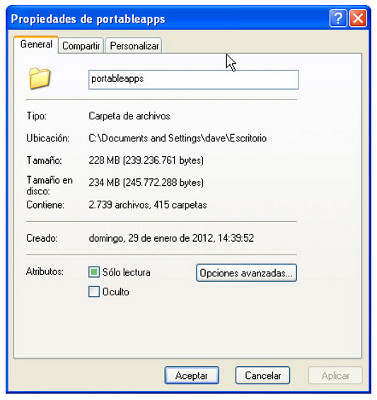 Propiedades de portableapps
General Compartir Personalizar
portableapps
Tipo: Carpeta de archivos
Ubicación: C:\Documents and Settings\dave\Escritorio
Tamaño: 228 MB (239.236.761 bytes)
Tamaño en disco: 234 MB (245.772.288 bytes)
Contiene: 2.739 archivos, 415 carpetas
Creado: domingo, 29 de enero de 2012, 14:39:52
Atributos: Sólo lectura Opciones avanzadas...
Oculto
Aceptar Cancelar Aplicar